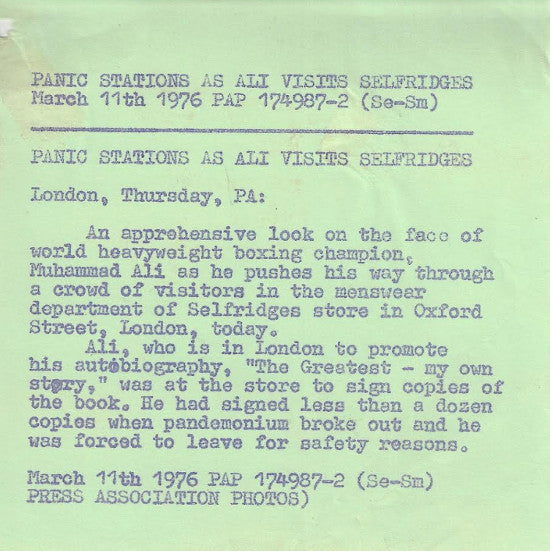 PANIC STATIONS AS ALI VISITS SELFRIDGES
March 11th 1976 PAP 174987-2 (Se-Sm)
PANIC STATIONS AS ALI VISITS SELFRIDGES
London, Thursday, PA:
An apprehensive look on the face of
world heavyweight boxing champion,
Muhammad Ali as he pushes his way through
a crowd of visitors in the menswear
department of Selfridges store in Oxford
Street, London, today.
Ali, who is in London to promote
his autobiography, "The Greatest - my own
story," was at the store to sign copies of
the book. He had signed less than a dozen
copies when pandemonium broke out and he
was forced to leave for safety reasons.
March 11th 1976 PAP 174987-2 (Se-Sm)
PRESS ASSOCIATION PHOTOS)